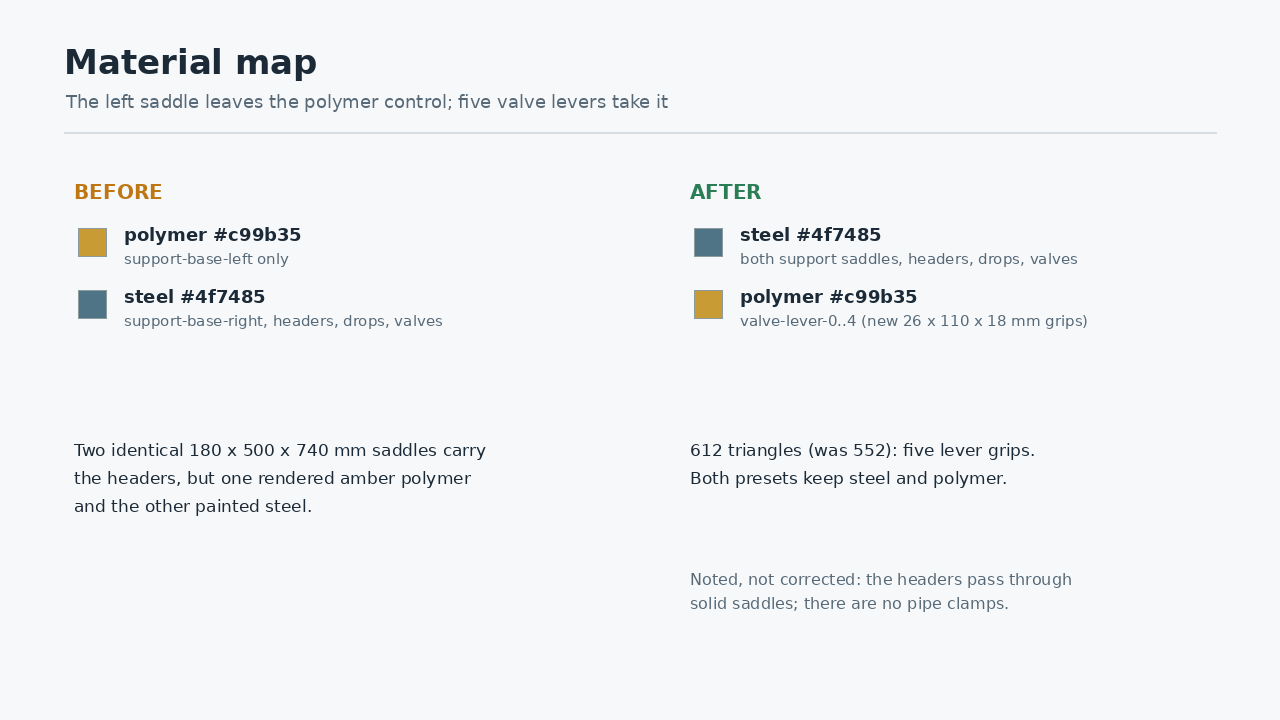 Material map
The left saddle leaves the polymer control; five valve levers take it
BEFORE
polymer #c99b35
support-base-left only
steel #4f7485
support-base-right, headers, drops, valves
Two identical 180 x 500 x 740 mm saddles carry
the headers, but one rendered amber polymer
and the other painted steel.
AFTER
steel #4f7485
both support saddles, headers, drops, valves
polymer #c99b35
valve-lever-0..4 (new 26 x 110 x 18 mm grips)
612 triangles (was 552): five lever grips.
Both presets keep steel and polymer.
Noted, not corrected: the headers pass through
solid saddles; there are no pipe clamps.